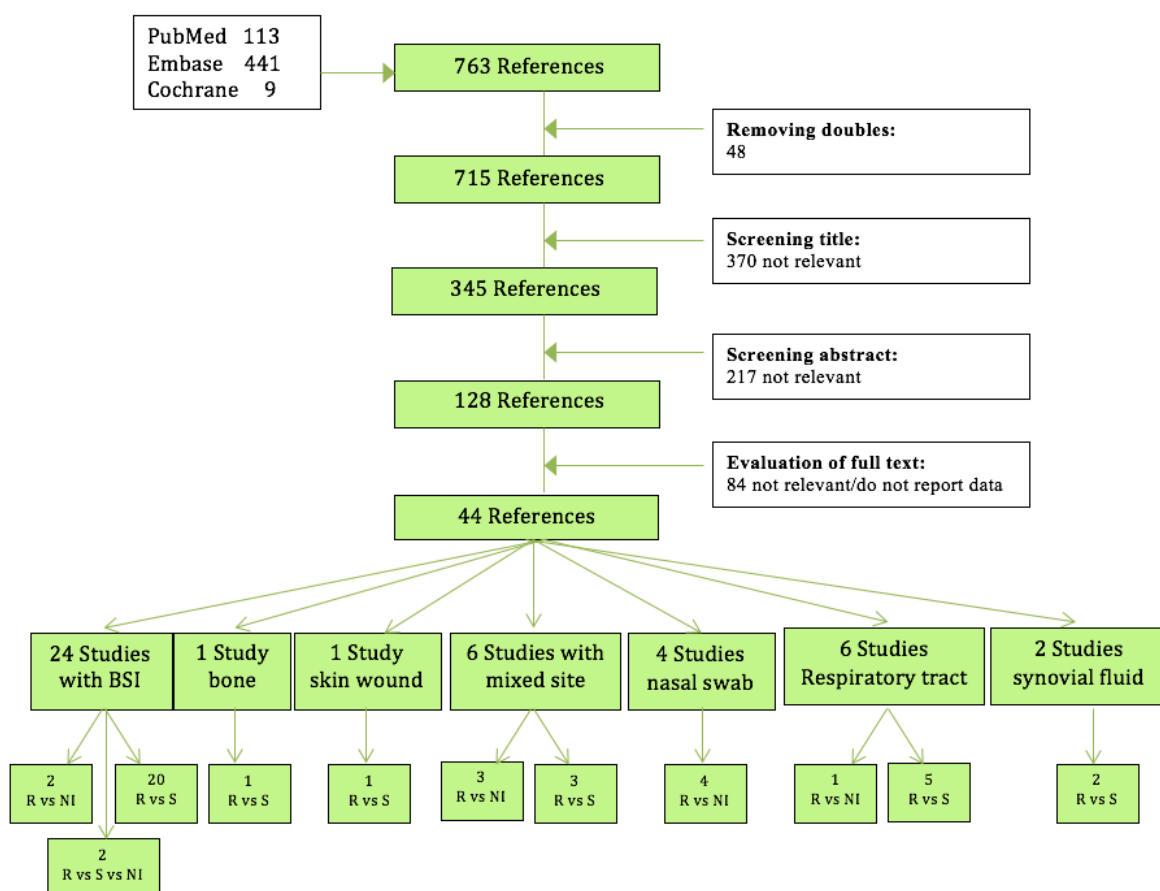 PubMed 113
Embase 441
Cochrane 9
763 References
Removing doubles:
48
715 References
Screening title:
370 not relevant
345 References
Screening abstract:
217 not relevant
128 References
Evaluation of full text:
84 not relevant/do not report data
44 References
24 Studies
with BSI
1 Study
bone
1 Study
skin wound
6 Studies with
mixed site
4 Studies
nasal swab
6 Studies
Respiratory tract
2 Studies
synovial fluid
2
R vs NI
20
R vs S
1
R vs S
1
R vs S
3
R vs NI
3
R vs S
4
R vs NI
1
R vs NI
5
R vs S
2
R vs S
2
R vs S vs NI